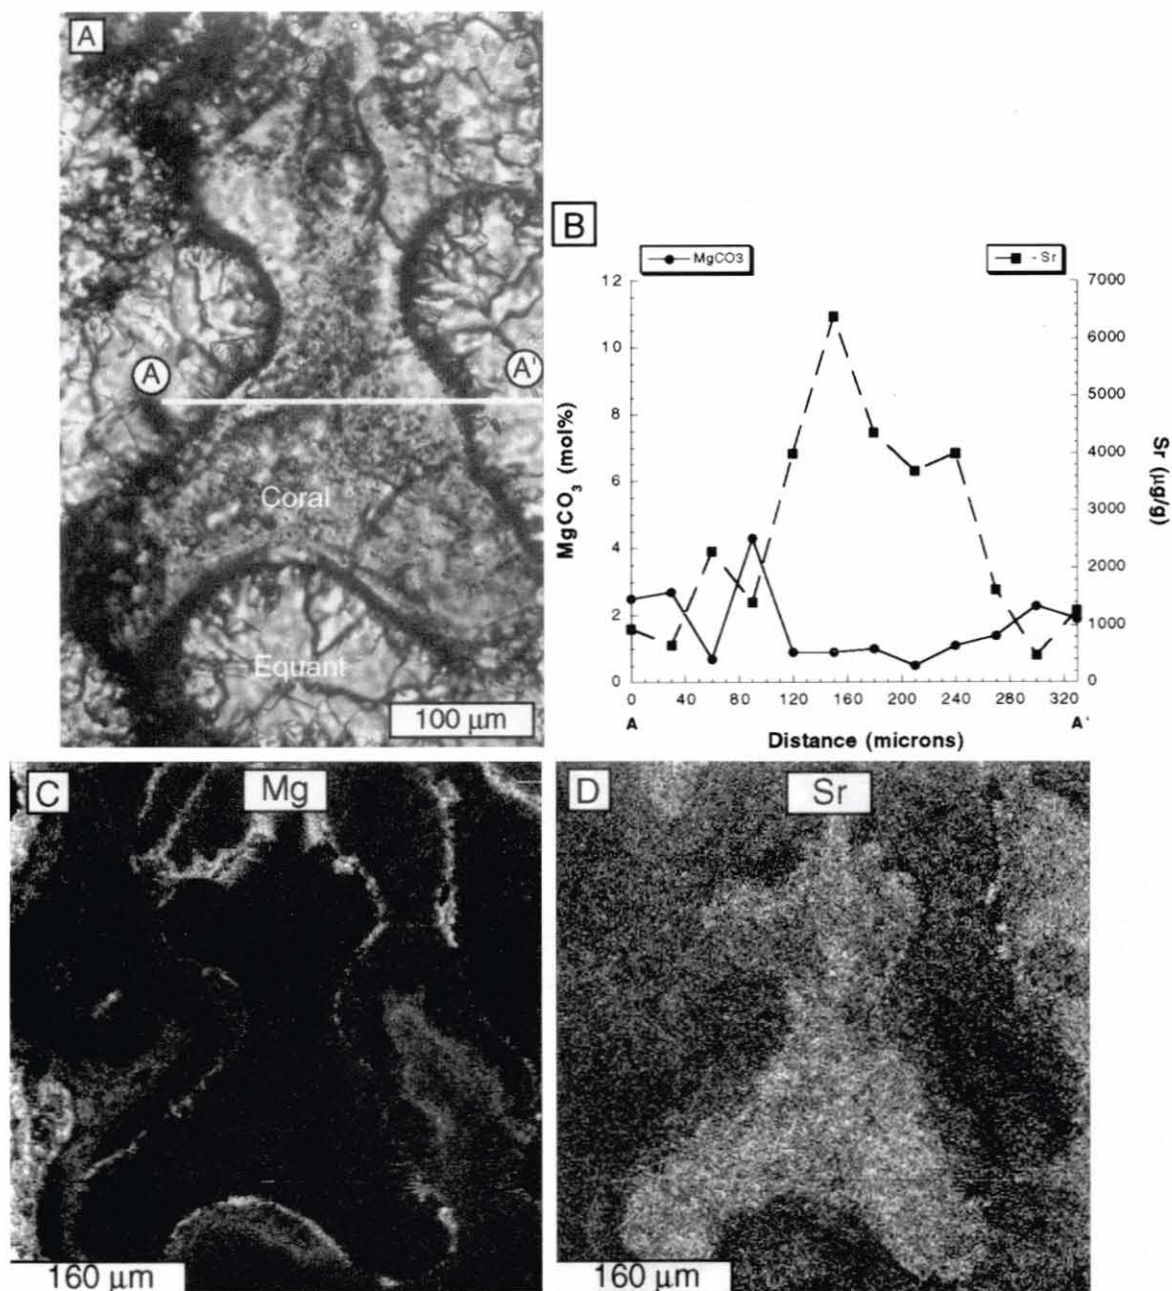 A
A
A'
Coral
Equant
100 µm
B
MgCO3
- Sr
12
10
8
6
4
2
0
MgCO3 (mol%)
7000
6000
5000
4000
3000
2000
1000
0
Sr (µg/g)
0 40 80 120 160 200 240 280 320
A A'
Distance (microns)
C
Mg
160 µm
D
Sr
160 µm